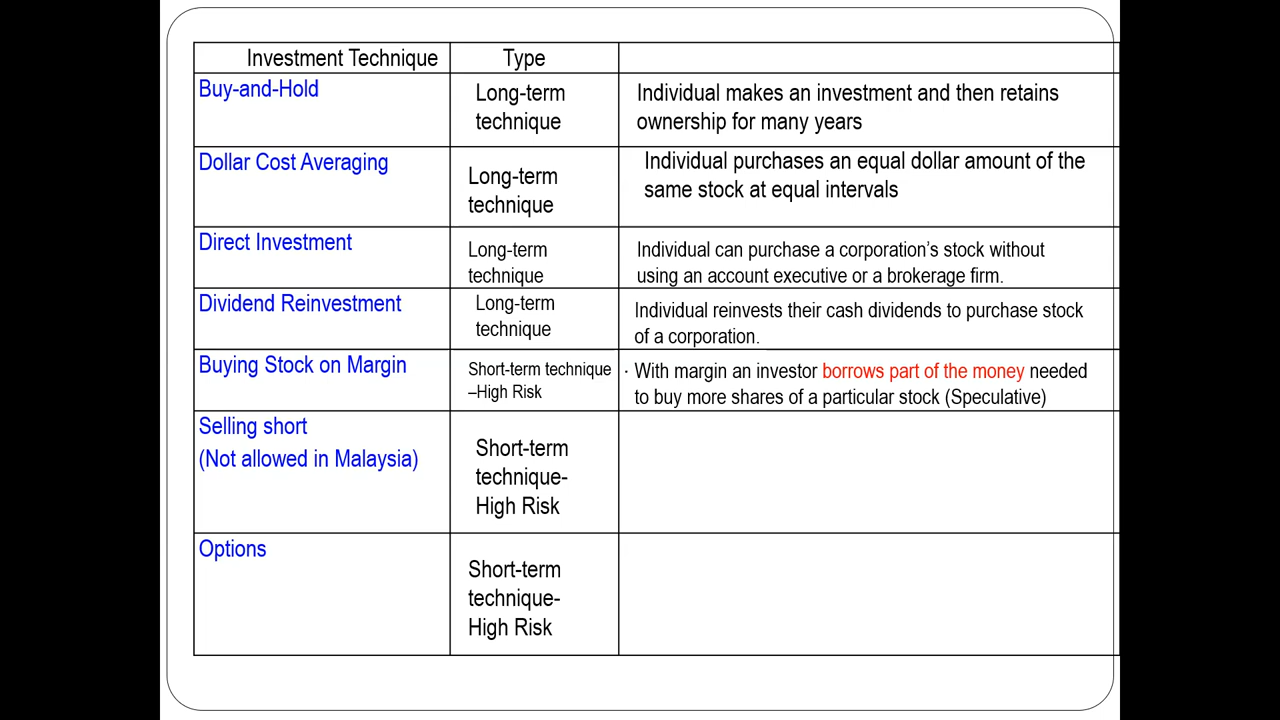 Investment Technique
Type
Buy-and-Hold
Long-term
technique
Individual makes an investment and then retains
ownership for many years
Dollar Cost Averaging
Long-term
technique
Individual purchases an equal dollar amount of the
same stock at equal intervals
Direct Investment
Long-term
technique
Individual can purchase a corporation’s stock without
using an account executive or a brokerage firm.
Dividend Reinvestment
Long-term
technique
Individual reinvests their cash dividends to purchase stock
of a corporation.
Buying Stock on Margin
Short-term technique
–High Risk
· With margin an investor borrows part of the money needed
to buy more shares of a particular stock (Speculative)
Selling short
(Not allowed in Malaysia)
Short-term
technique-
High Risk
Options
Short-term
technique-
High Risk